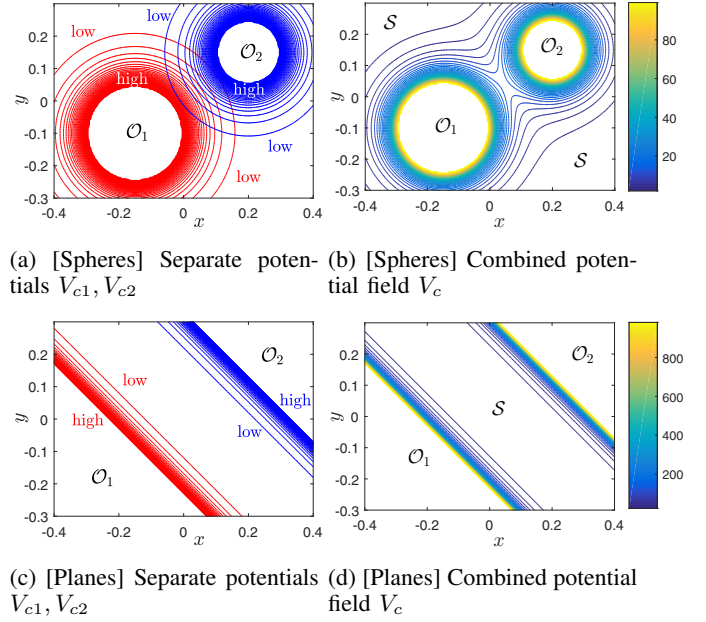 low
low
high
low
low
O₂
O₁
y
0.2
0.1
0
-0.1
-0.2
-0.3
-0.4 -0.2 0 0.2 0.4
x
S
O₂
O₁
S
y
0.2
0.1
0
-0.1
-0.2
-0.3
-0.4 -0.2 0 0.2 0.4
x
80
60
40
20
(a) [Spheres] Separate poten-
tials Vc1, Vc2
(b) [Spheres] Combined poten-
tial field Vc
O₂
low
high
high
low
O₁
y
0.2
0.1
0
-0.1
-0.2
-0.3
-0.4 -0.2 0 0.2 0.4
x
O₂
S
O₁
y
0.2
0.1
0
-0.1
-0.2
-0.3
-0.4 -0.2 0 0.2 0.4
x
800
600
400
200
(c) [Planes] Separate potentials
Vc1, Vc2
(d) [Planes] Combined potential
field Vc